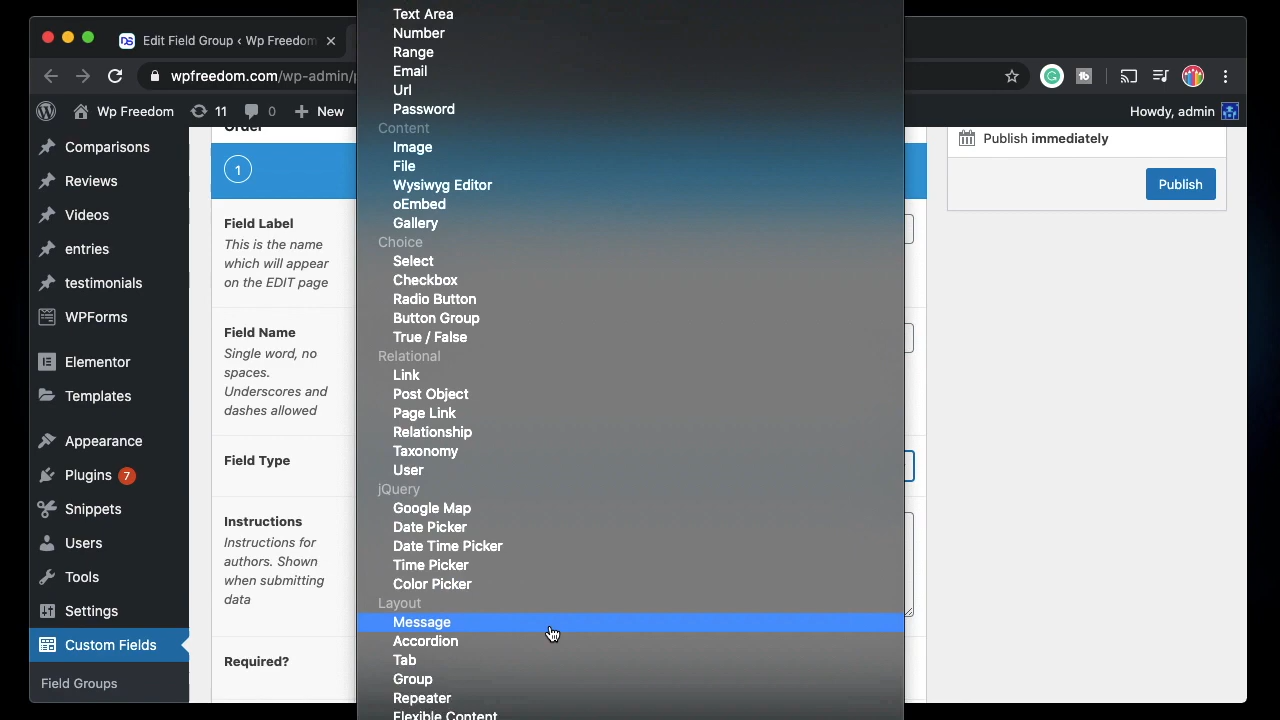 Edit Field Group ‹ Wp Freedom
wpfreedom.com/wp-admin/
Wp Freedom
11
0
New
Howdy, admin
Comparisons
Reviews
Videos
entries
testimonials
WPForms
Elementor
Templates
Appearance
Plugins 7
Snippets
Users
Tools
Settings
Custom Fields
Field Groups
Order
1
Field Label
This is the name
which will appear
on the EDIT page
Field Name
Single word, no
spaces.
Underscores and
dashes allowed
Field Type
Instructions
Instructions for
authors. Shown
when submitting
data
Required?
Text Area
Number
Range
Email
Url
Password
Content
Image
File
Wysiwyg Editor
oEmbed
Gallery
Choice
Select
Checkbox
Radio Button
Button Group
True / False
Relational
Link
Post Object
Page Link
Relationship
Taxonomy
User
jQuery
Google Map
Date Picker
Date Time Picker
Time Picker
Color Picker
Layout
Message
Accordion
Tab
Group
Repeater
Flexible Content
Publish immediately
Publish